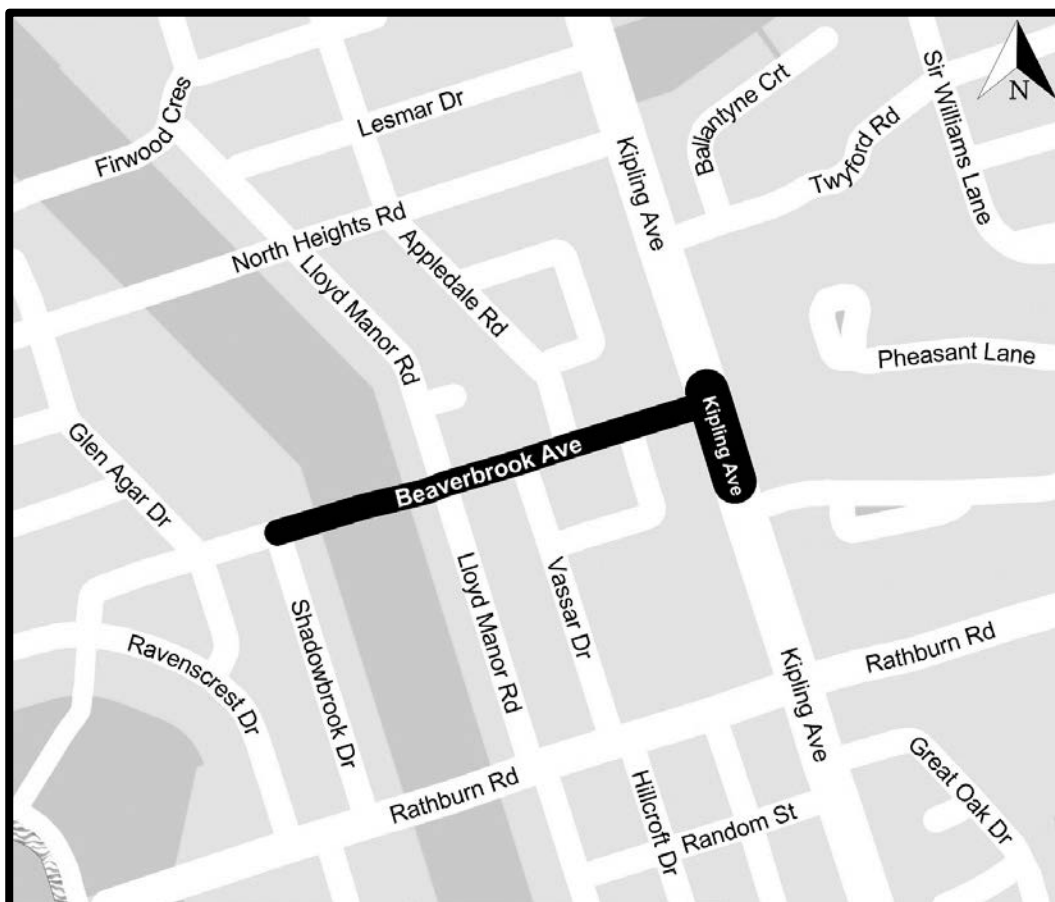 Firwood Cres
Lesmar Dr
Kipling Ave
Ballantyne Crt
Twyford Rd
Sir Williams Lane
N
North Heights Rd
Lloyd Manor Rd
Appledale Rd
Pheasant Lane
Glen Agar Dr
Beaverbrook Ave
Kipling Ave
Shadowbrook Dr
Lloyd Manor Rd
Vassar Dr
Ravenscrest Dr
Rathburn Rd
Kipling Ave
Rathburn Rd
Hillcroft Dr
Random St
Great Oak Dr